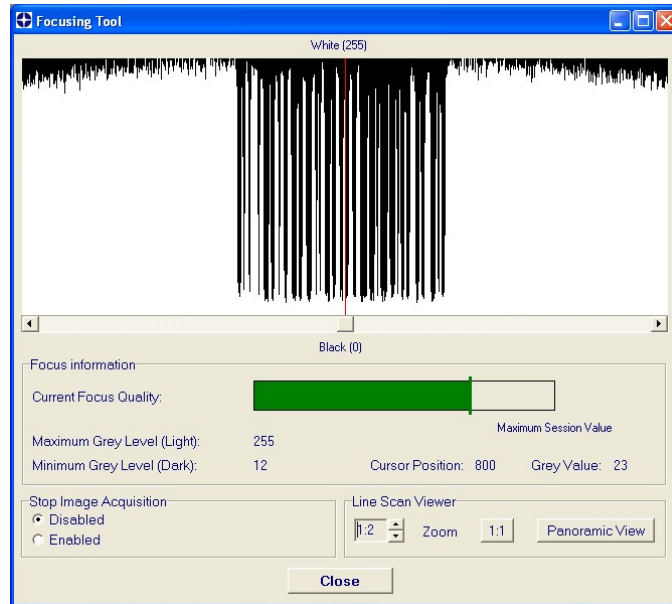 Focusing Tool
White (255)
Black (0)
Focus information
Current Focus Quality:
Maximum Session Value
Maximum Grey Level (Light): 255
Minimum Grey Level (Dark): 12 Cursor Position: 800 Grey Value: 23
Stop Image Acquisition
Disabled
Enabled
Line Scan Viewer
1:2 Zoom 1:1 Panoramic View
Close